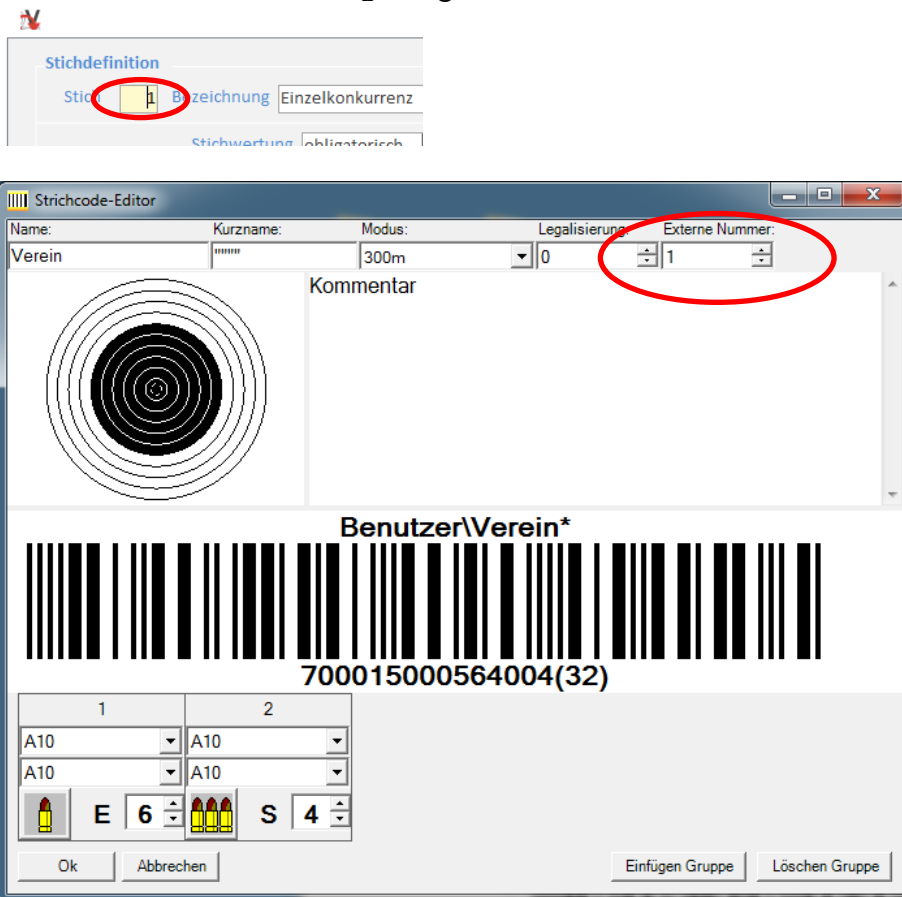 Stichdefinition
Stich 1 Bezeichnung Einzelkonkurrenz
Stichwertung obligatorisch
Strichcode-Editor
Name: Kurzname: Modus: Legalisierung: Externe Nummer:
Verein """" 300m 0 1
Kommentar
Benutzer\Verein*
700015000564004(32)
1 2
A10 A10
A10 A10
E 6 S 4
Ok Abbrechen Einfügen Gruppe Löschen Gruppe